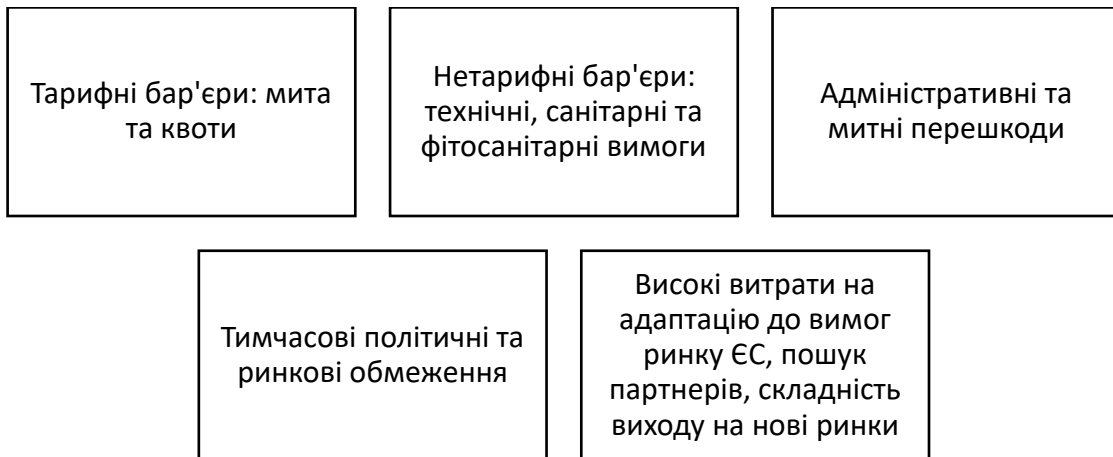 Тарифні бар'єри: мита
та квоти
Нетарифні бар'єри:
технічні, санітарні та
фітосанітарні вимоги
Адміністративні та
митні перешкоди
Тимчасові політичні та
ринкові обмеження
Високі витрати на
адаптацію до вимог
ринку ЄС, пошук
партнерів, складність
виходу на нові ринки